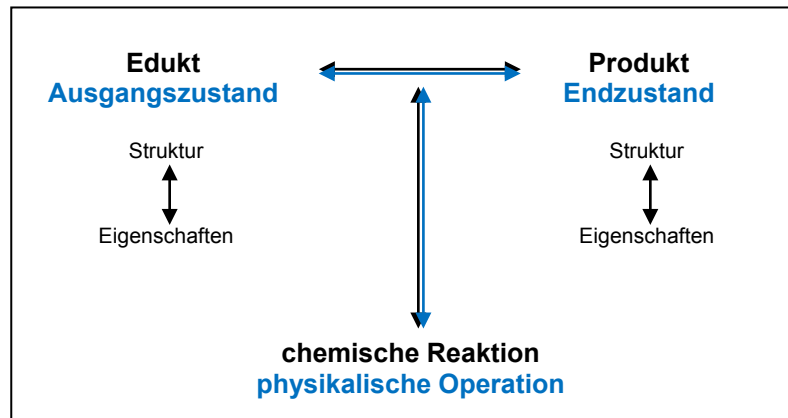 Edukt
Ausgangszustand
Produkt
Endzustand
Struktur
Eigenschaften
Struktur
Eigenschaften
chemische Reaktion
physikalische Operation